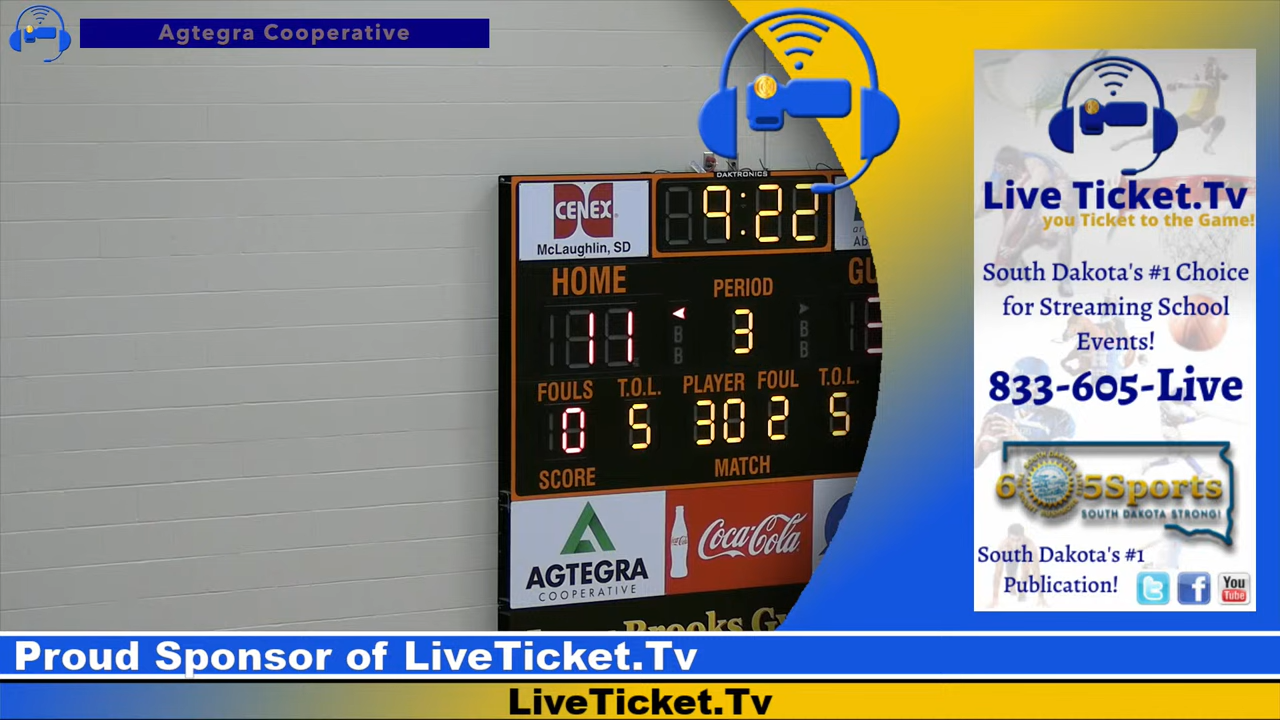 Agtegra Cooperative
DAKTRONICS
CENEX
McLaughlin, SD
9:22
HOME
PERIOD
11
3
FOULS T.O.L. PLAYER FOUL T.O.L.
0 5 30 2 5
SCORE MATCH
AGTEGRA
COOPERATIVE
Coca-Cola
Live Ticket.Tv
you Ticket to the Game!
South Dakota's #1 Choice
for Streaming School
Events!
833-605-Live
605Sports
SOUTH DAKOTA STRONG!
South Dakota's #1
Publication!
You
Tube
Proud Sponsor of LiveTicket.Tv
LiveTicket.Tv